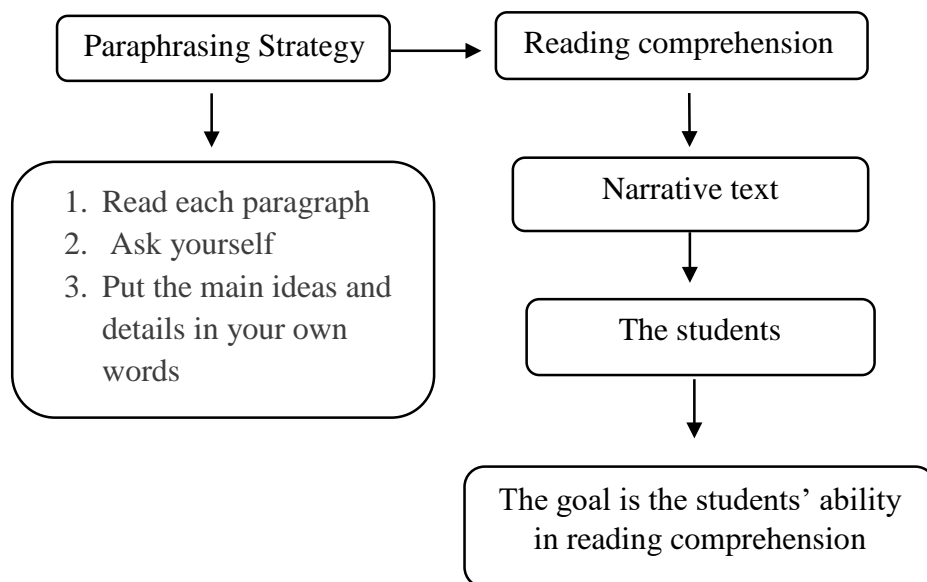 Paraphrasing Strategy
Reading comprehension
1. Read each paragraph
2. Ask yourself
3. Put the main ideas and
details in your own
words
Narrative text
The students
The goal is the students’ ability
in reading comprehension